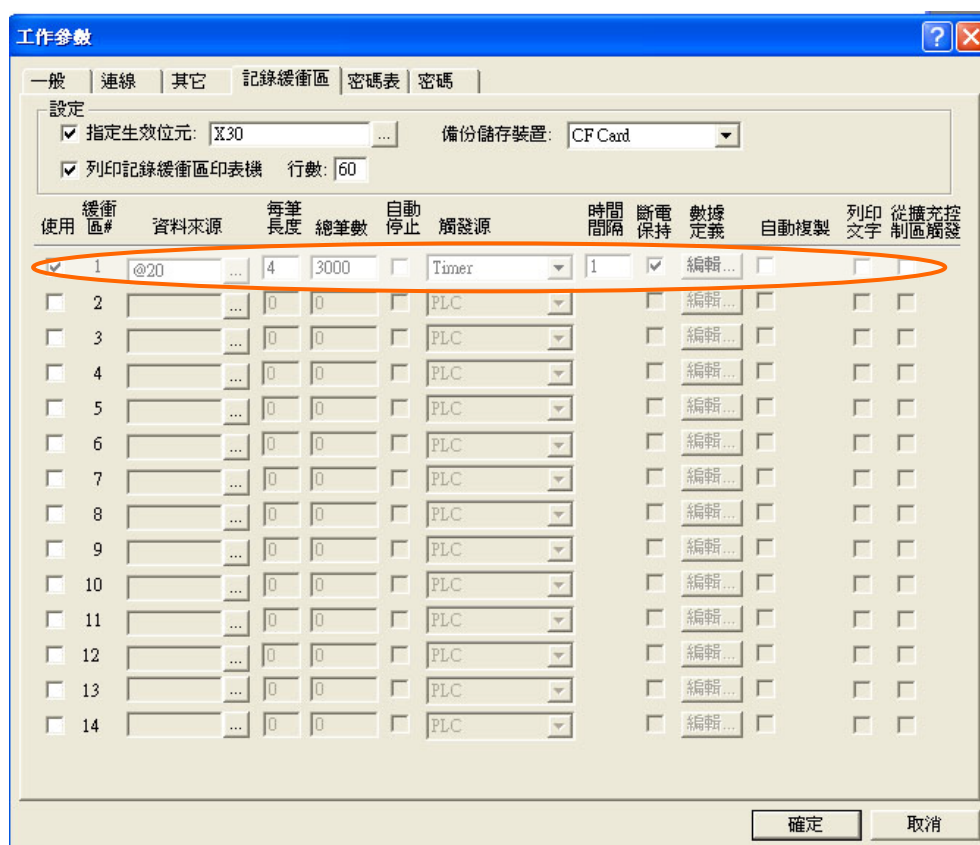 工作參數
一般 連線 其它 記錄緩衝區 密碼表 密碼
設定
指定生效位元: X30 ... 備份儲存裝置: CF Card
列印記錄緩衝區印表機 行數: 60
使用 緩衝區# 資料來源 每筆長度 總筆數 自動停止 觸發源 時間間隔 斷電保持 數據定義 自動複製 列印文字 從擴充控制區觸發
1 @20 ... 4 3000 Timer 1 編輯...
2 ... 0 0 PLC 編輯...
3 ... 0 0 PLC 編輯...
4 ... 0 0 PLC 編輯...
5 ... 0 0 PLC 編輯...
6 ... 0 0 PLC 編輯...
7 ... 0 0 PLC 編輯...
8 ... 0 0 PLC 編輯...
9 ... 0 0 PLC 編輯...
10 ... 0 0 PLC 編輯...
11 ... 0 0 PLC 編輯...
12 ... 0 0 PLC 編輯...
13 ... 0 0 PLC 編輯...
14 ... 0 0 PLC 編輯...
確定 取消